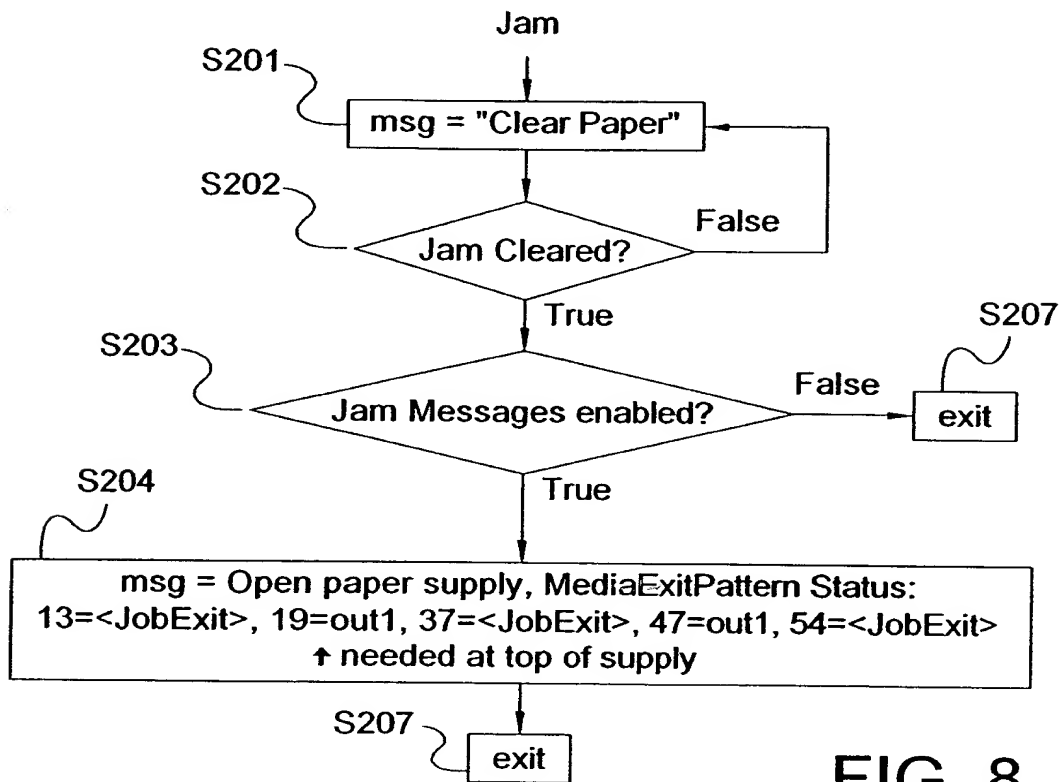 Jam
S201
msg = "Clear Paper"
S202
Jam Cleared?
False
True
S203
Jam Messages enabled?
False
S207
exit
True
S204
msg = Open paper supply, MediaExitPattern Status:
13=<JobExit>, 19=out1, 37=<JobExit>, 47=out1, 54=<JobExit>
↑ needed at top of supply
S207
exit
FIG. 8